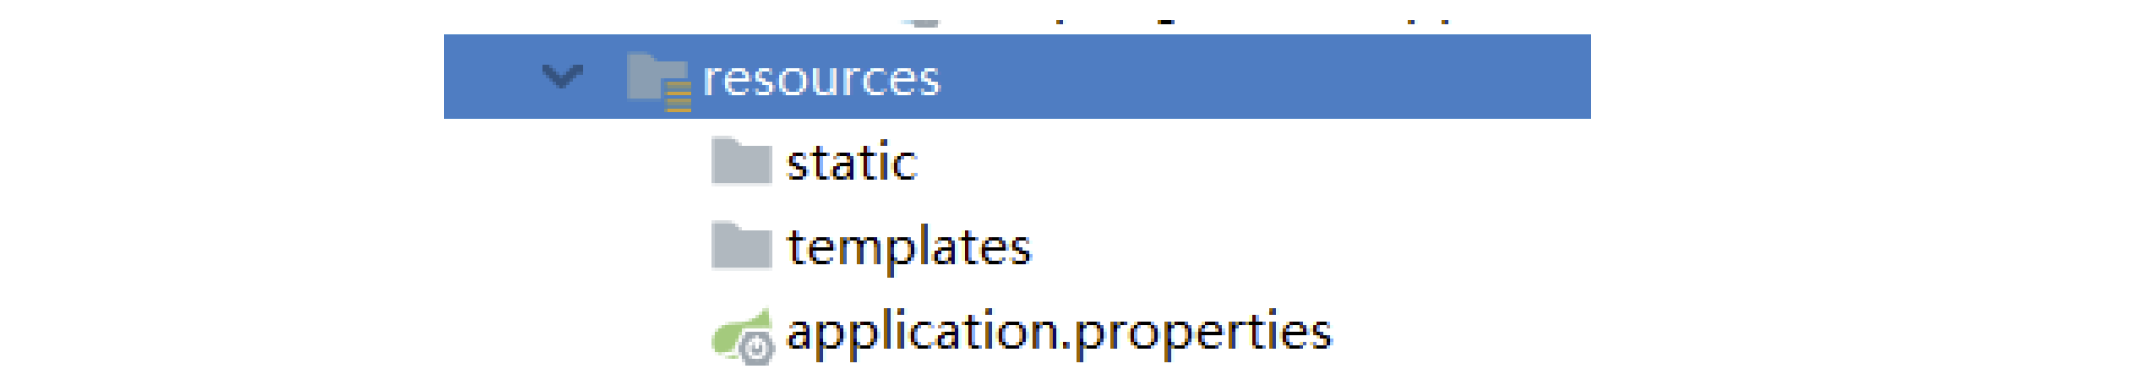 resources
static
templates
application.properties